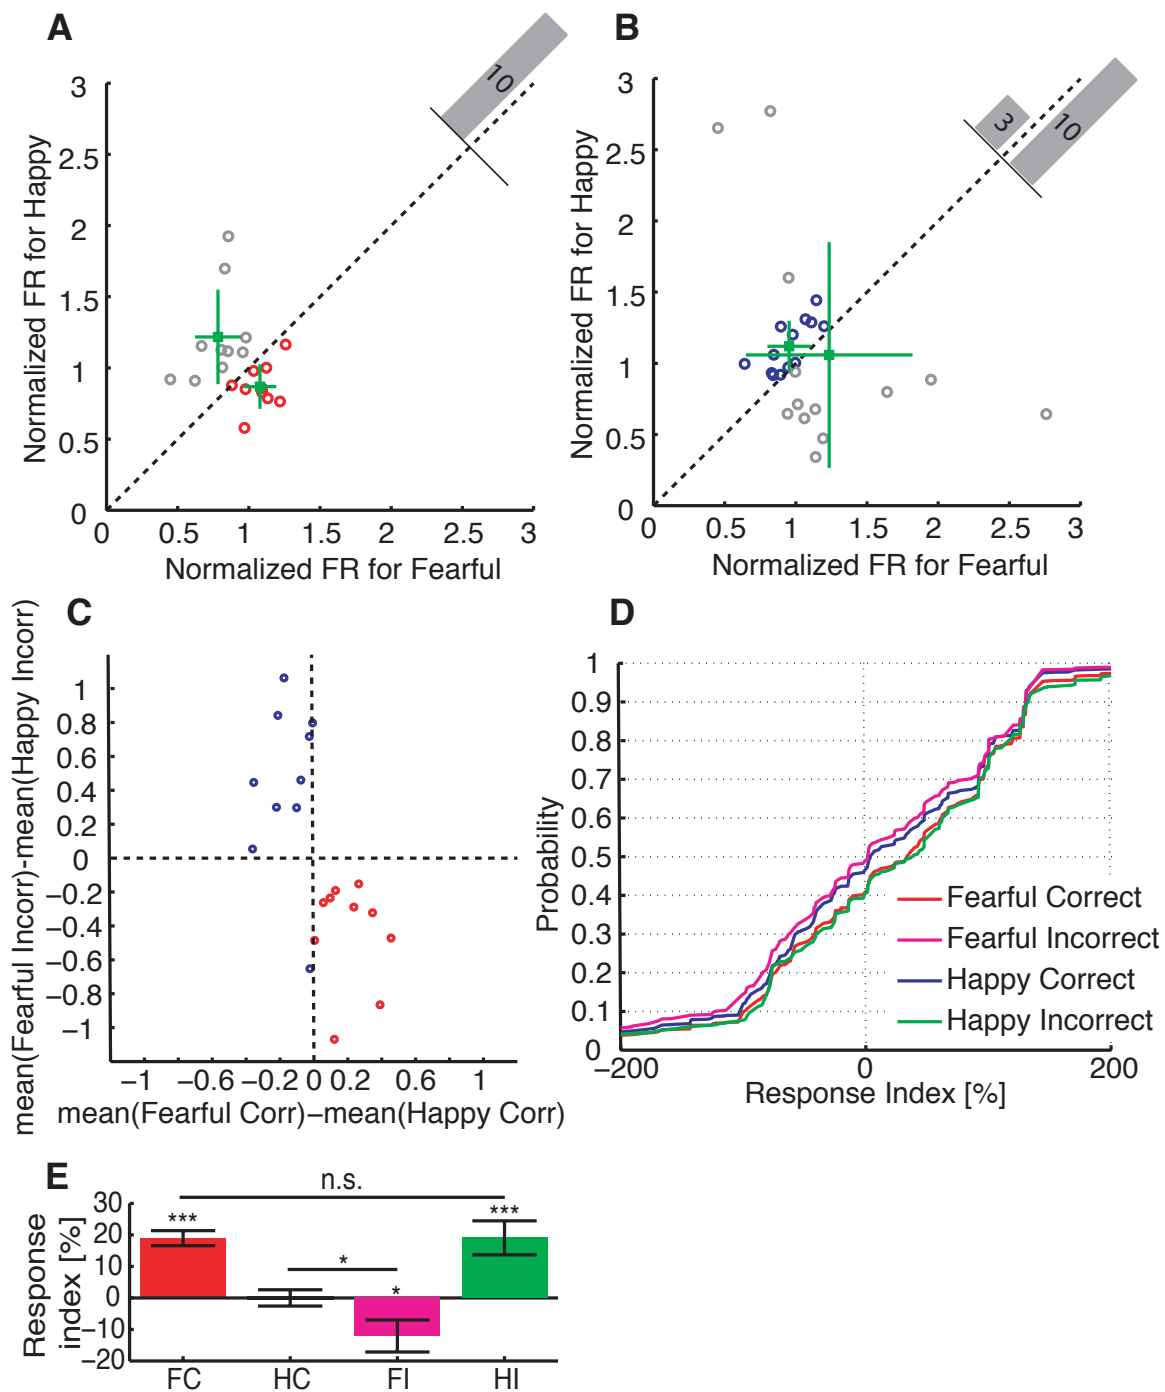 A
3
2.5
2
1.5
1
0.5
0
0 0.5 1 1.5 2 2.5 3
Normalized FR for Happy
Normalized FR for Fearful
10
B
3
2.5
2
1.5
1
0.5
0
0 0.5 1 1.5 2 2.5 3
Normalized FR for Happy
Normalized FR for Fearful
3
10
C
mean(Fearful Incorr)-mean(Happy Incorr)
1
0.8
0.6
0.4
0.2
0
−0.2
−0.4
−0.6
−0.8
−1
−1 −0.6 −0.2 0 0.2 0.6 1
mean(Fearful Corr)−mean(Happy Corr)
D
Probability
1
0.9
0.8
0.7
0.6
0.5
0.4
0.3
0.2
0.1
0
−200 0 200
Response Index [%]
Fearful Correct
Fearful Incorrect
Happy Correct
Happy Incorrect
E
Response
index [%]
30
20
10
0
−10
−20
n.s.
***
*
*
***
FC HC FI HI